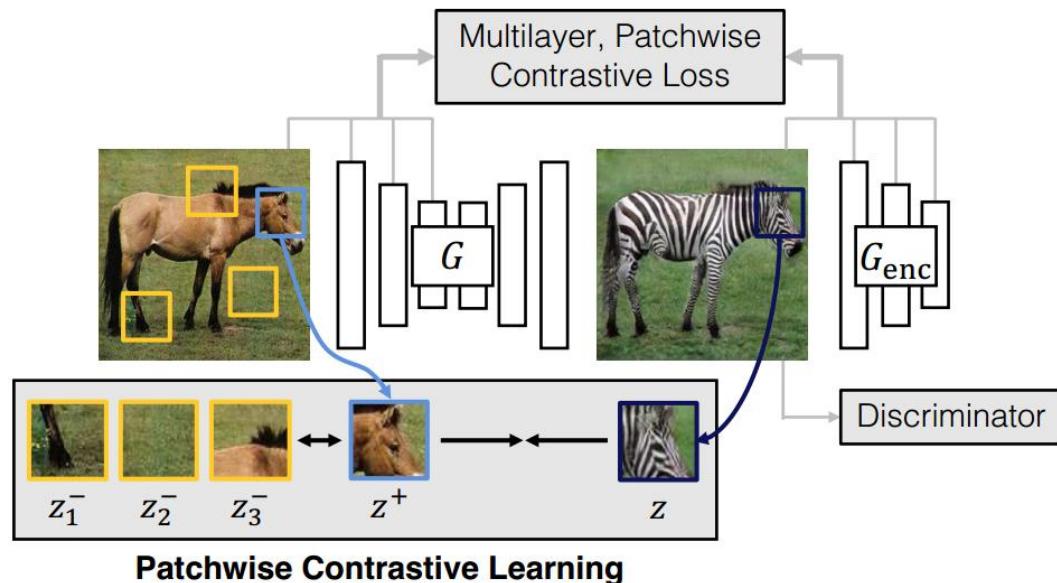 Multilayer, Patchwise
Contrastive Loss
G
G_enc
Discriminator
z_1^-
z_2^-
z_3^-
z^+
z
Patchwise Contrastive Learning